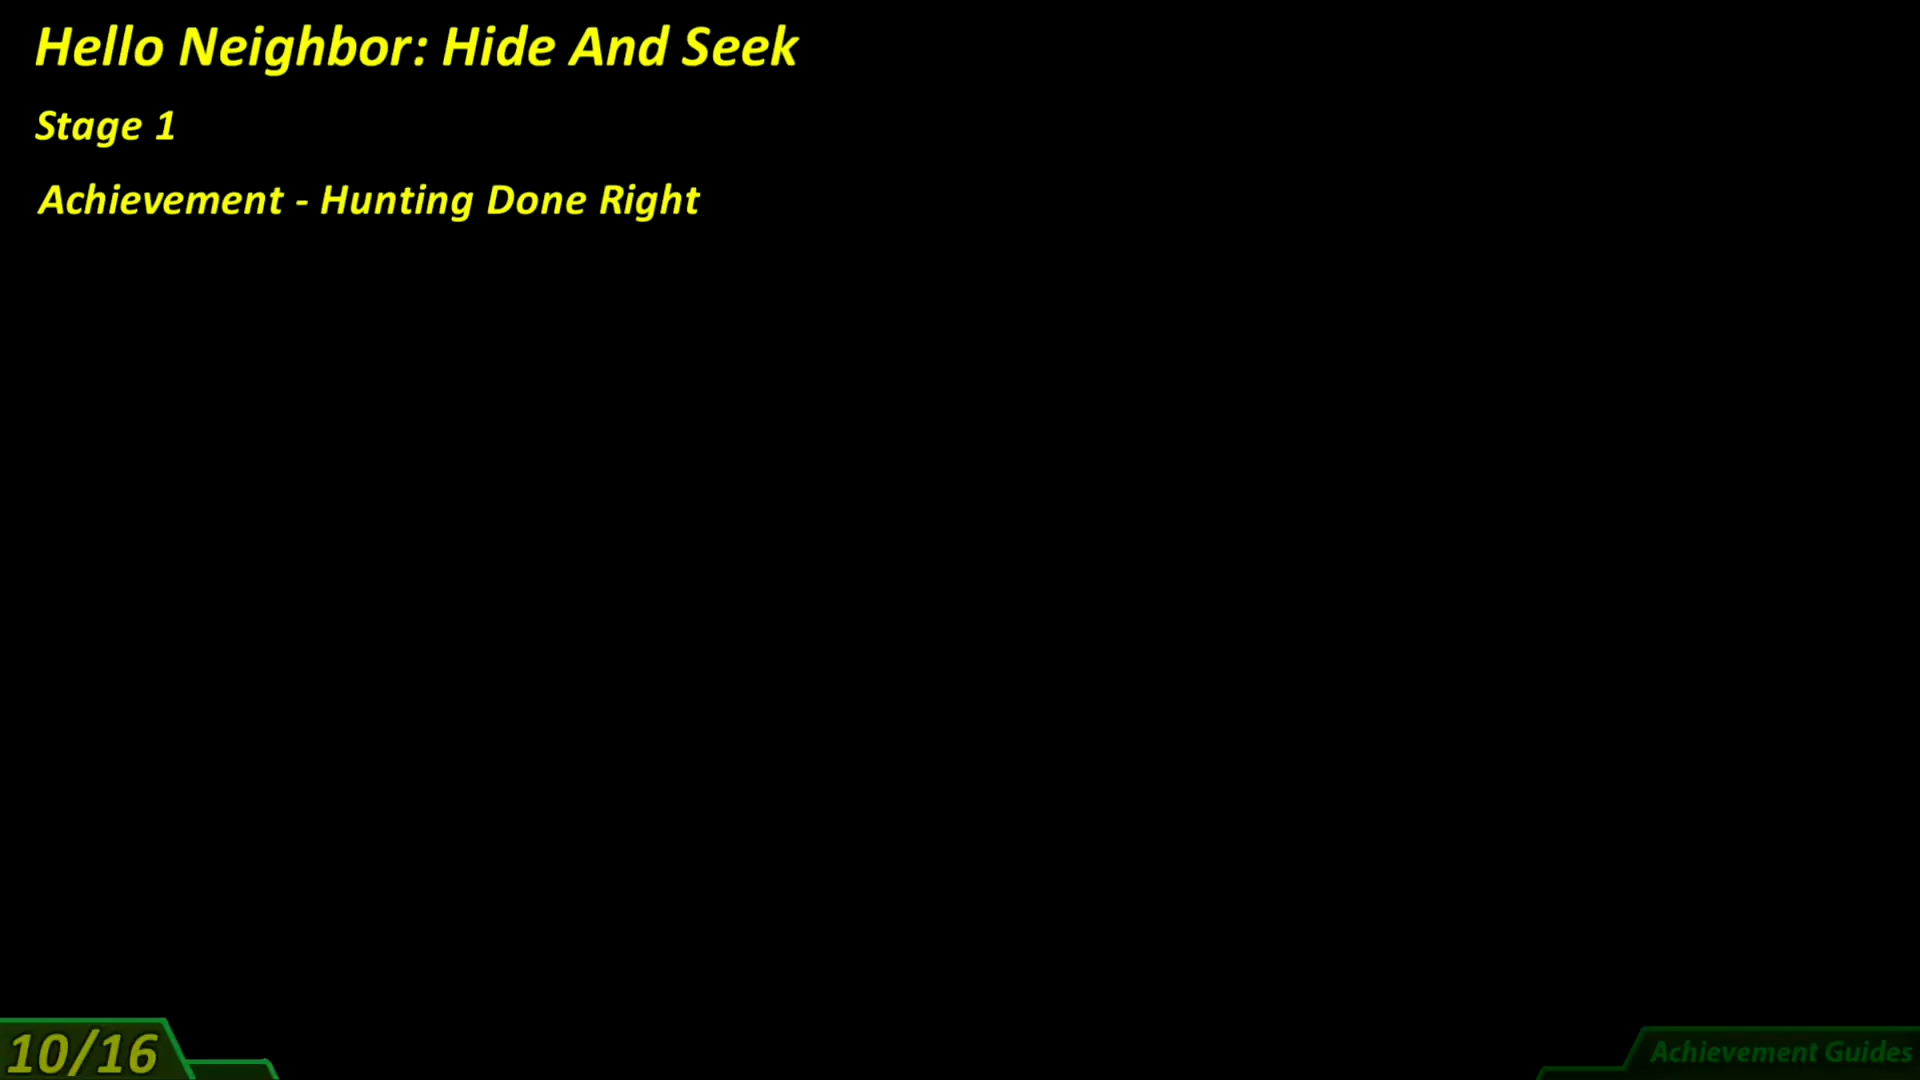 Hello Neighbor: Hide And Seek
Stage 1
Achievement - Hunting Done Right
10/16
Achievement Guides